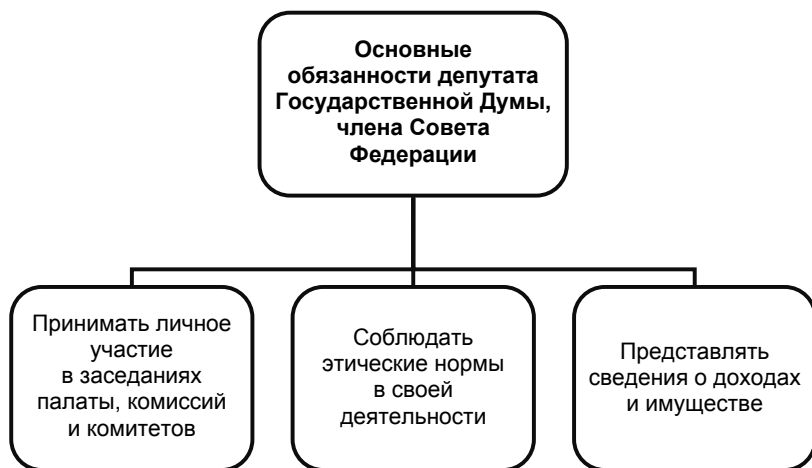 Основные
обязанности депутата
Государственной Думы,
члена Совета
Федерации
Принимать личное
участие
в заседаниях
палаты, комиссий
и комитетов
Соблюдать
этические нормы
в своей
деятельности
Представлять
сведения о доходах
и имуществе